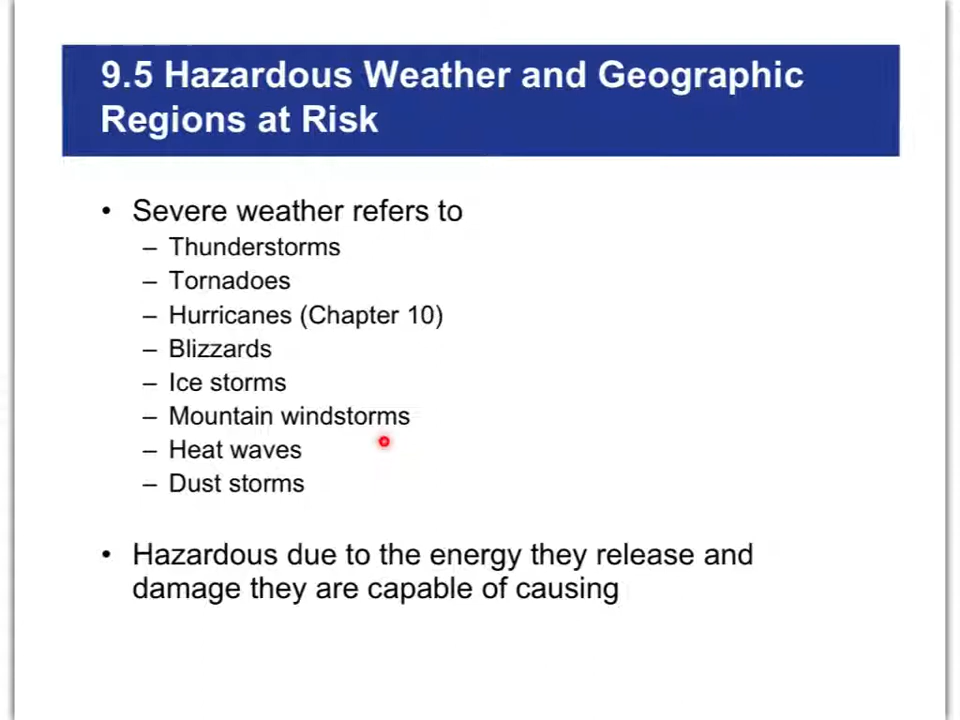 9.5 Hazardous Weather and Geographic
Regions at Risk
• Severe weather refers to
– Thunderstorms
– Tornadoes
– Hurricanes (Chapter 10)
– Blizzards
– Ice storms
– Mountain windstorms
– Heat waves
– Dust storms
• Hazardous due to the energy they release and
damage they are capable of causing